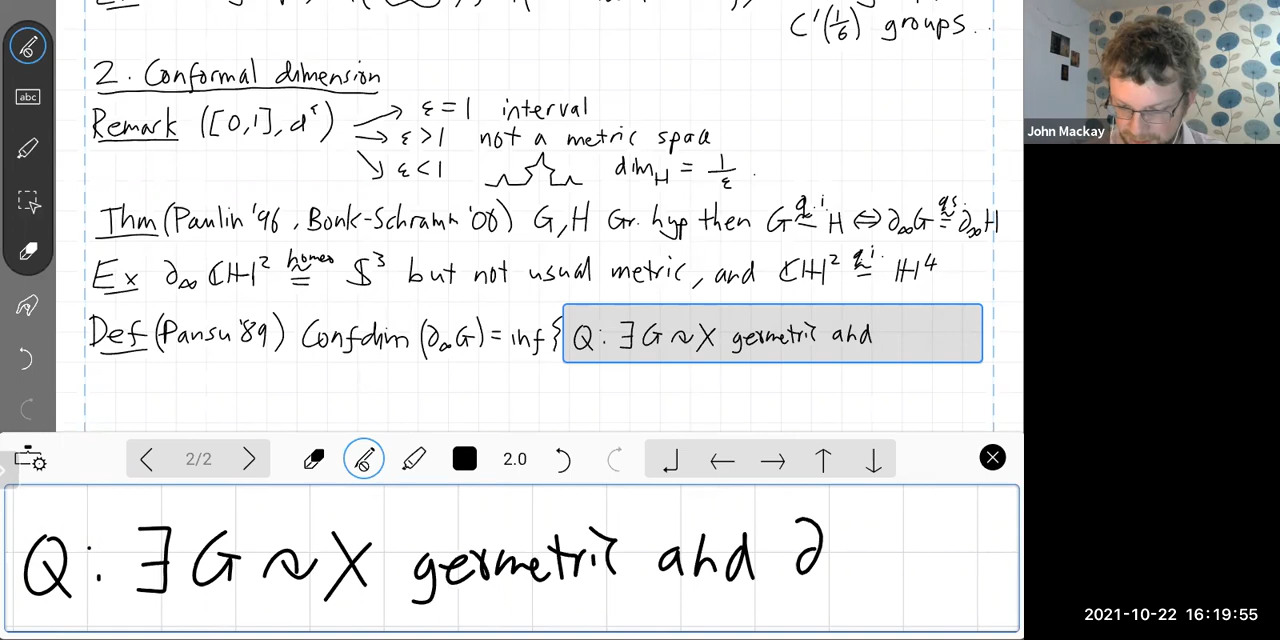 C'(1/6) groups..
2. Conformal dimension
Remark ([0,1], d^ε) → ε = 1 interval
→ ε > 1 not a metric space
↘ ε < 1 dim_H = 1/ε.
Thm (Paulin '96, Bonk-Schramm '00) G, H Gr. hyp then G ≃^{q.i} H ⇔ ∂∞G ≅^{qs} ∂∞H
Ex ∂∞ ℂH² ≅^{homeo} S³ but not usual metric, and ℂH² ≇^{qi} H⁴
Def (Pansu '89) Confdim (∂∞G) = inf { Q : ∃ G ↷ X geometric and
abc
< 2/2 > 2.0
Q : ∃ G ↷ X geometric and ∂
John Mackay
2021-10-22 16:19:55